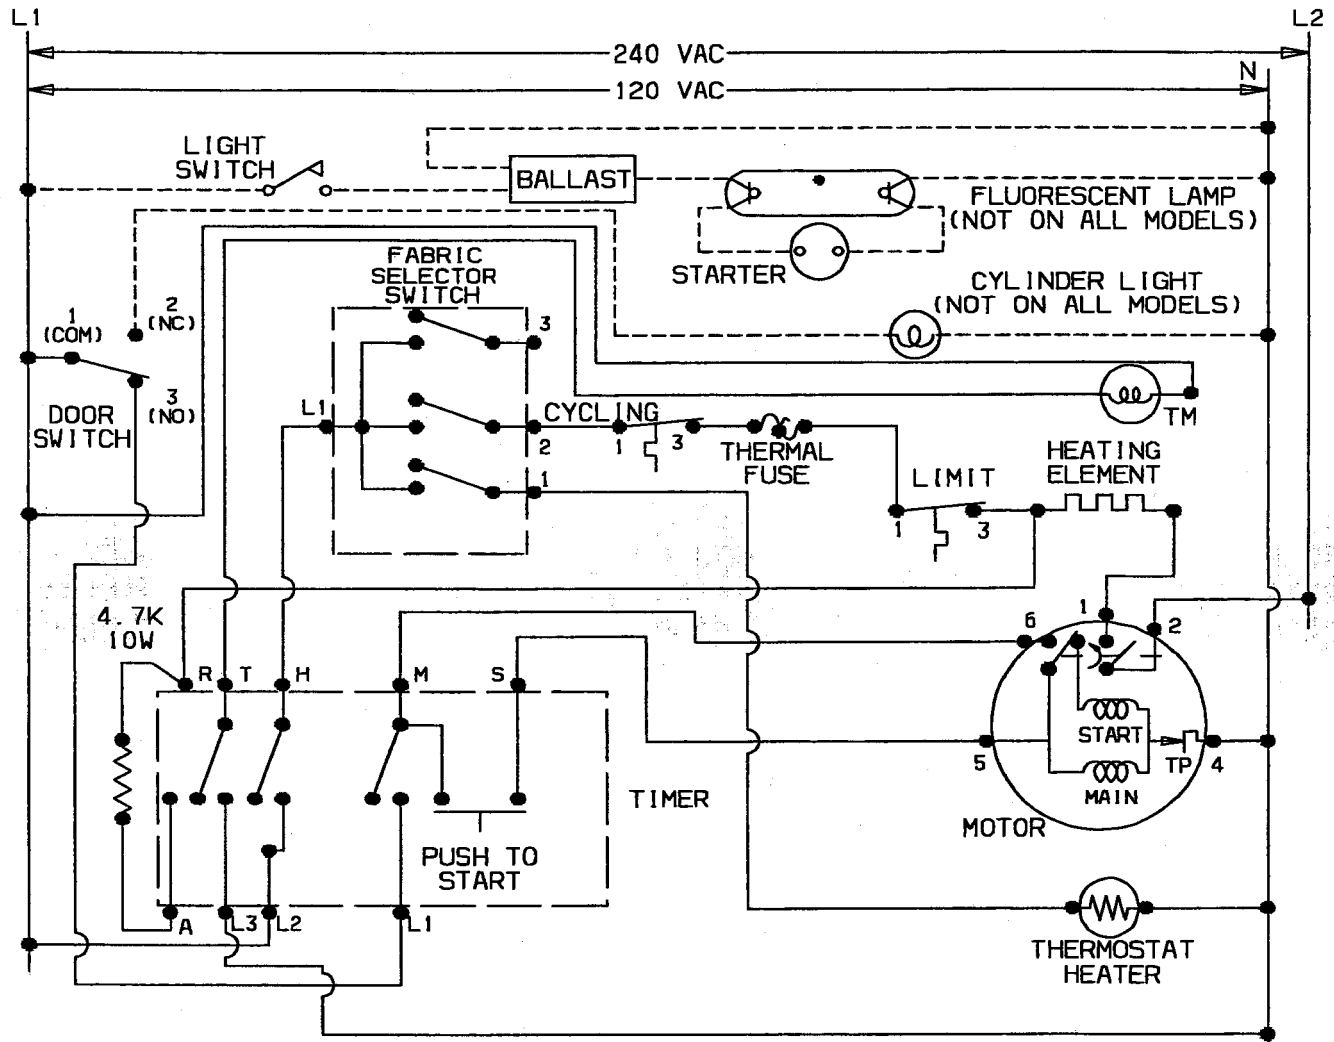 L1
L2
240 VAC
N
120 VAC
LIGHT
SWITCH
BALLAST
FLUORESCENT LAMP
(NOT ON ALL MODELS)
STARTER
FABRIC
SELECTOR
SWITCH
CYLINDER LIGHT
(NOT ON ALL MODELS)
1
(COM)
2
(NC)
3
3
(NO)
DOOR
SWITCH
L1
CYCLING
2
1
3
THERMAL
FUSE
TM
HEATING
ELEMENT
LIMIT
1
1
3
4.7K
10W
R
T
H
M
S
6
1
2
START
TP
5
4
MAIN
MOTOR
TIMER
PUSH TO
START
A
L3
L2
L1
THERMOSTAT
HEATER